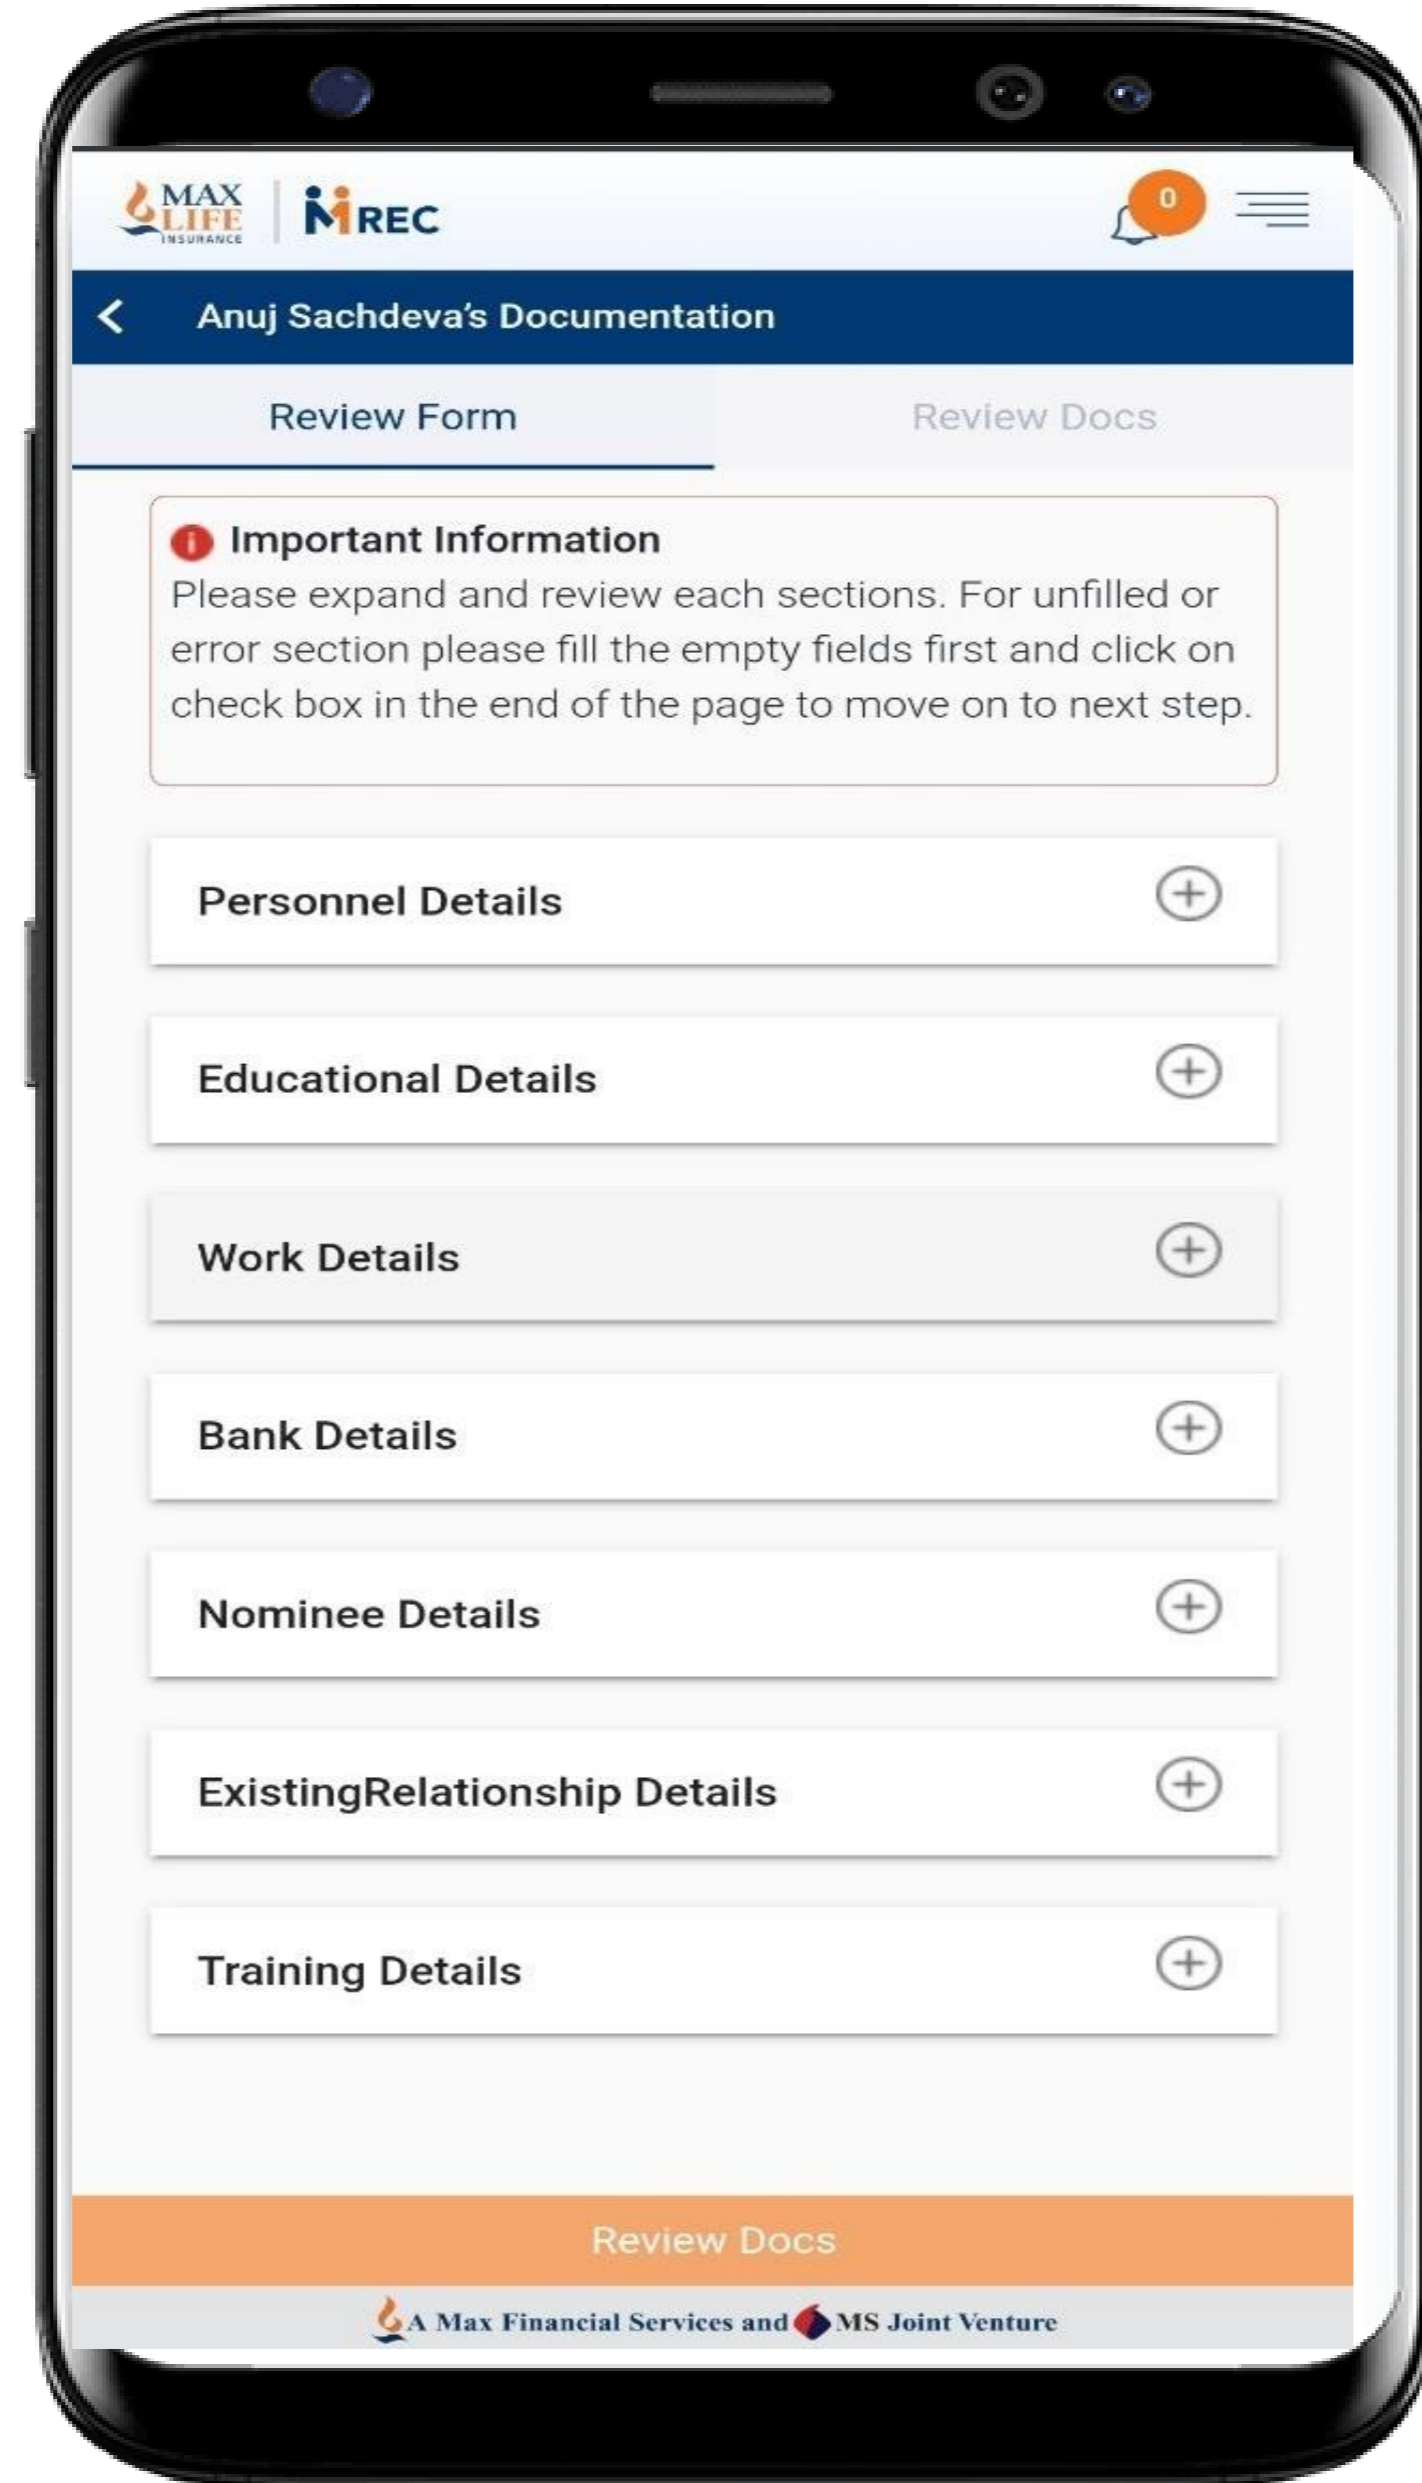 MAX
LIFE
INSURANCE
MREC
0
Anuj Sachdeva's Documentation
Review Form
Review Docs
Important Information
Please expand and review each sections. For unfilled or
error section please fill the empty fields first and click on
check box in the end of the page to move on to next step.
Personnel Details
Educational Details
Work Details
Bank Details
Nominee Details
ExistingRelationship Details
Training Details
Review Docs
A Max Financial Services and MS Joint Venture